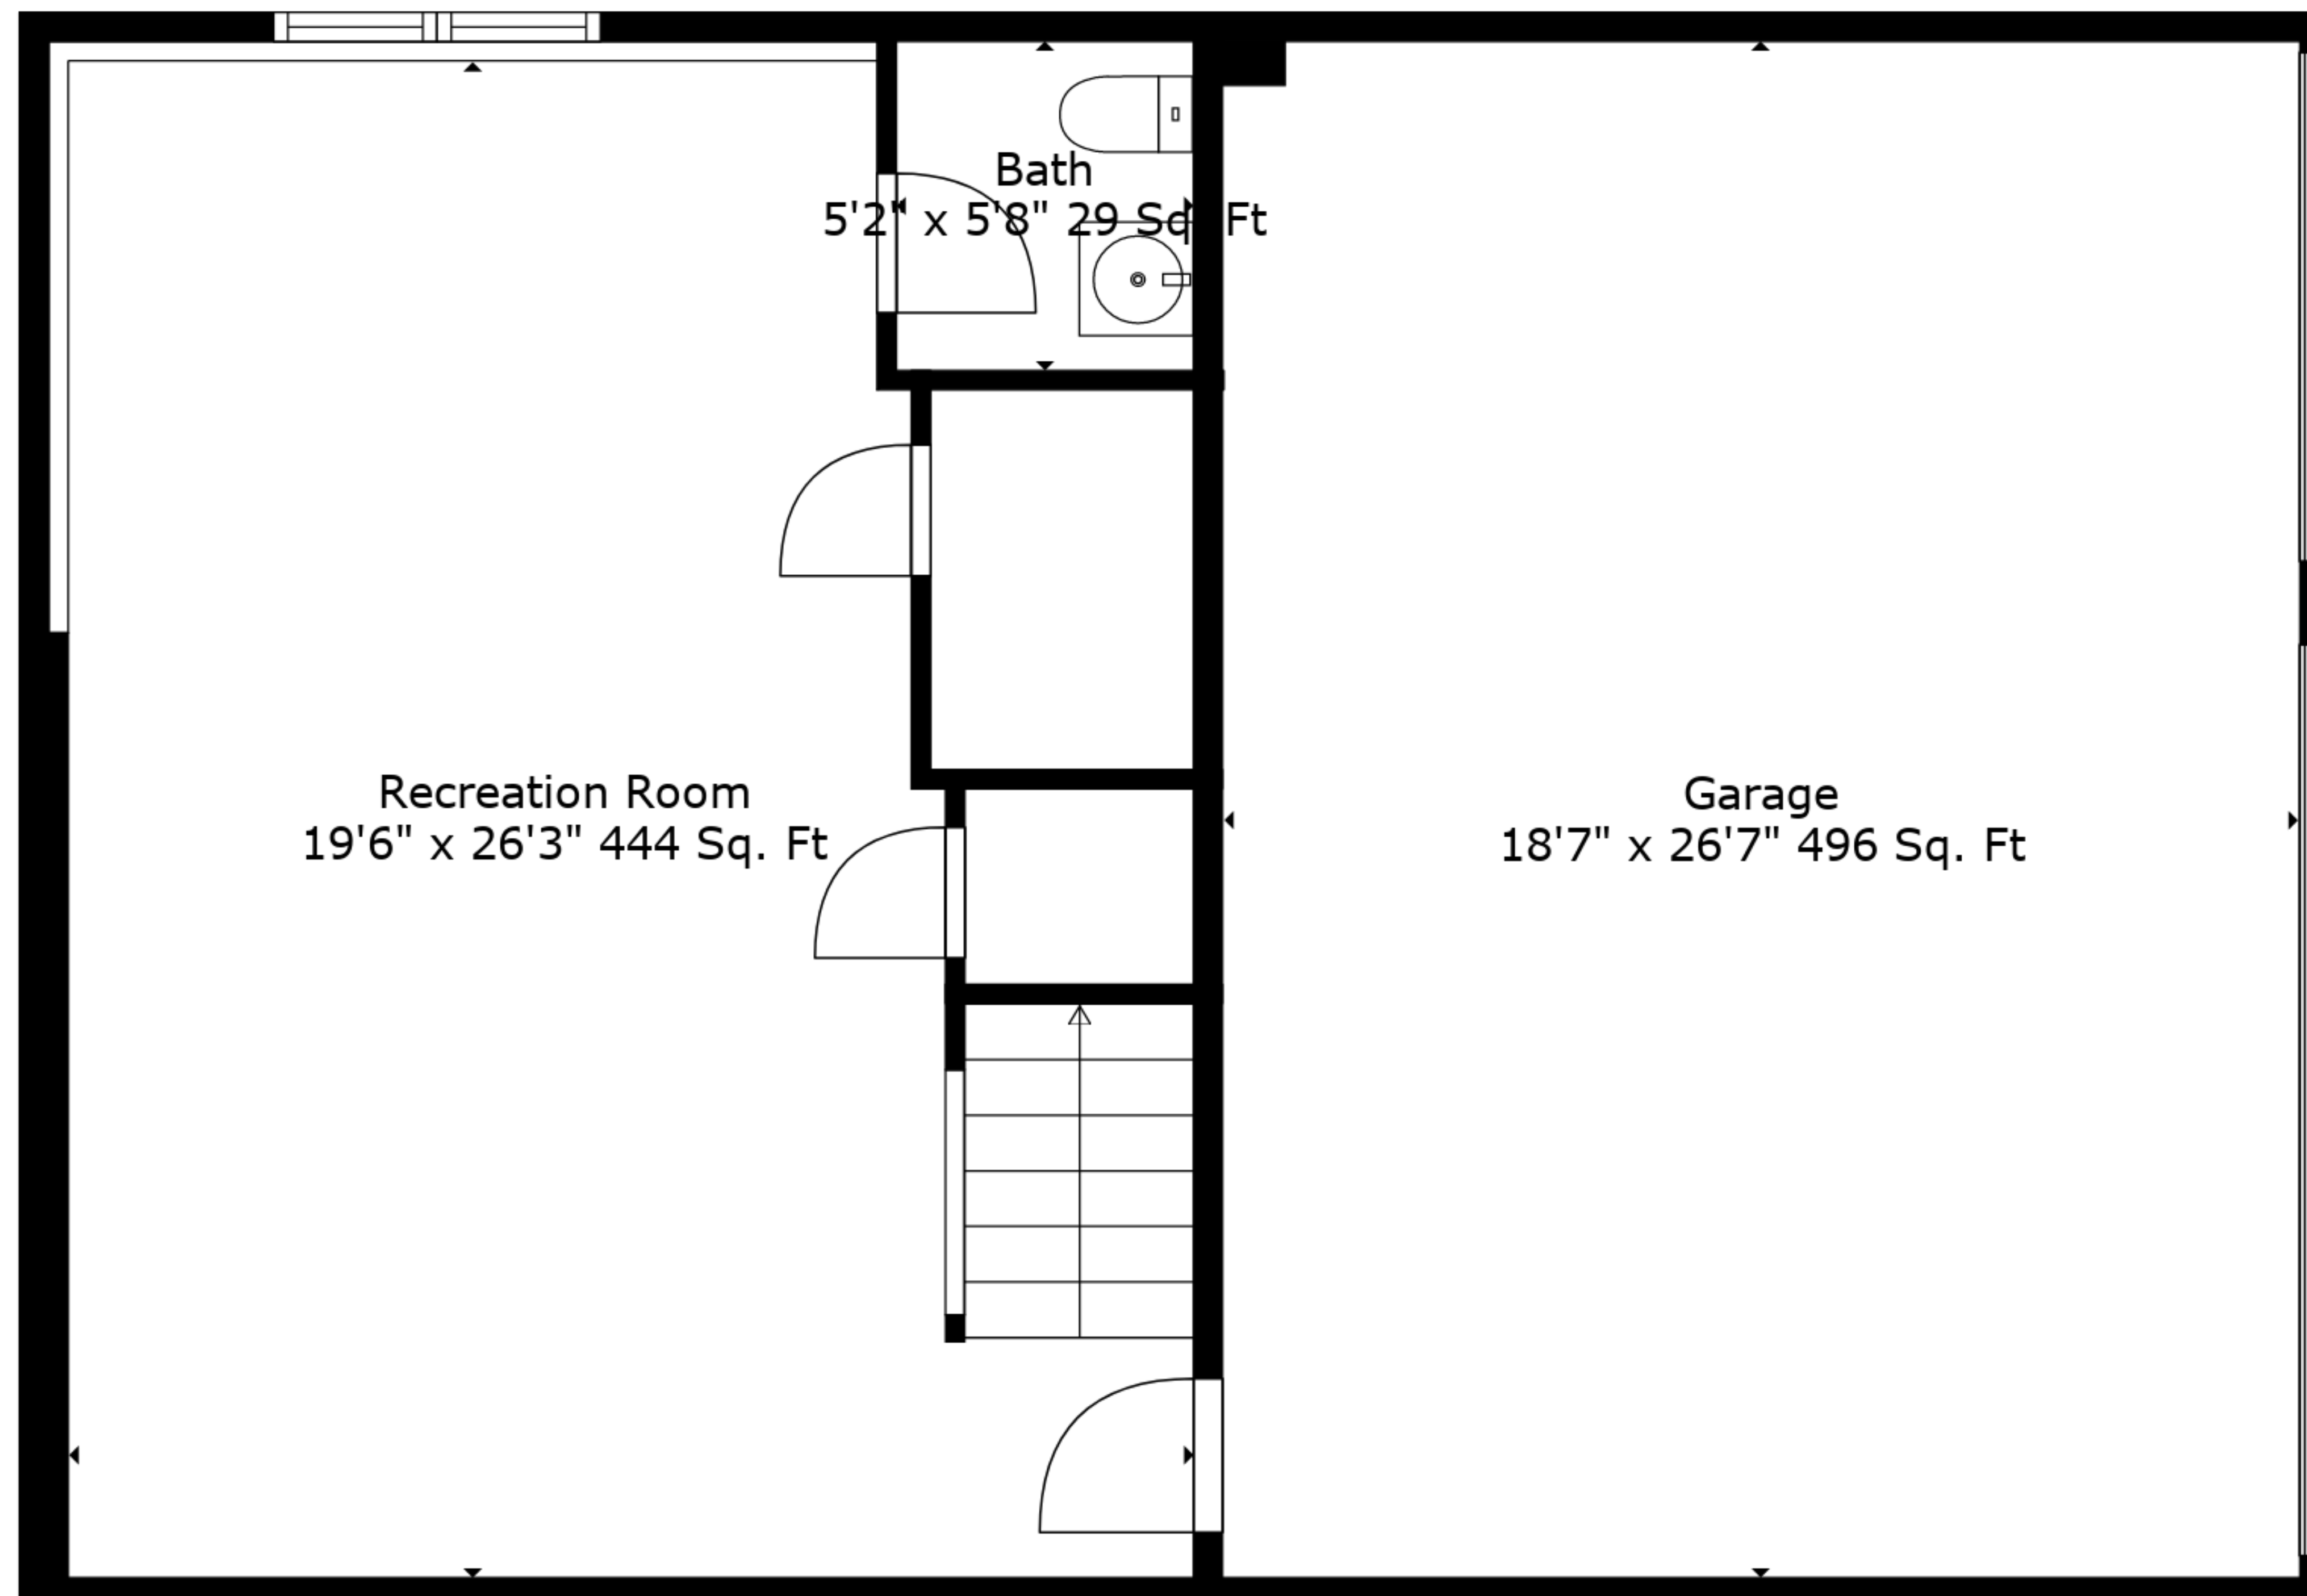 Bath
5'2" x 5'8" 29 Sq. Ft
Recreation Room
19'6" x 26'3" 444 Sq. Ft
Garage
18'7" x 26'7" 496 Sq. Ft